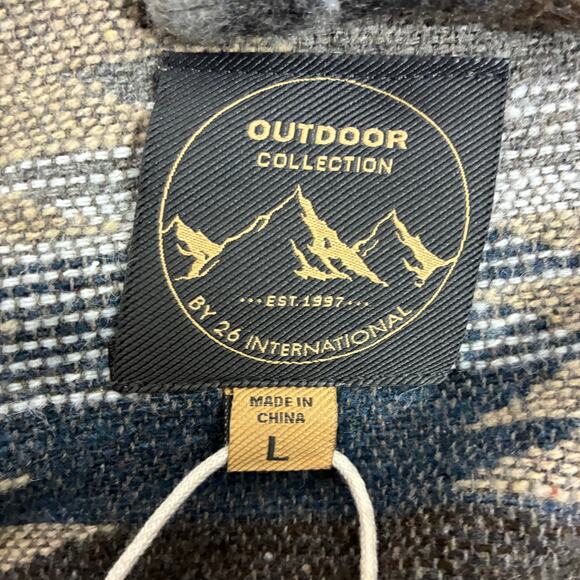 OUTDOOR
COLLECTION
•••EST.1997•••
BY 26 INTERNATIONAL
MADE IN
CHINA
L